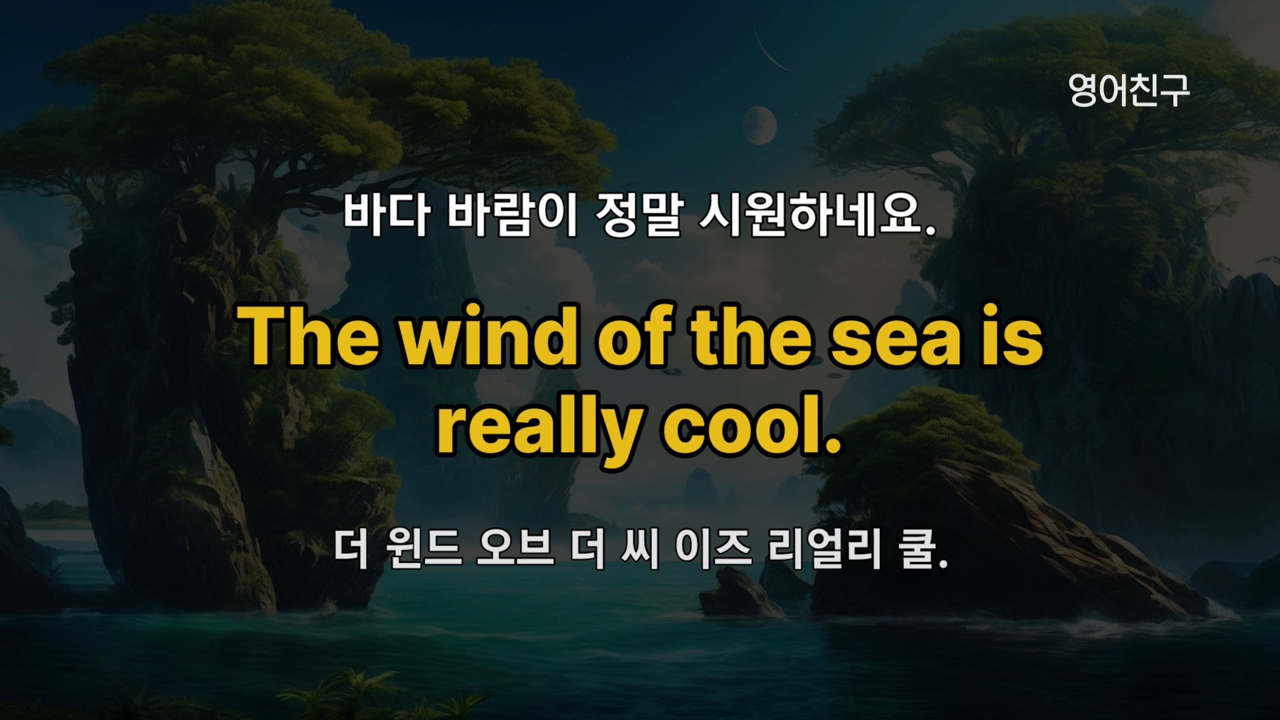 영어친구
바다 바람이 정말 시원하네요.
The wind of the sea is
really cool.
더 윈드 오브 더 씨 이즈 리얼리 쿨.